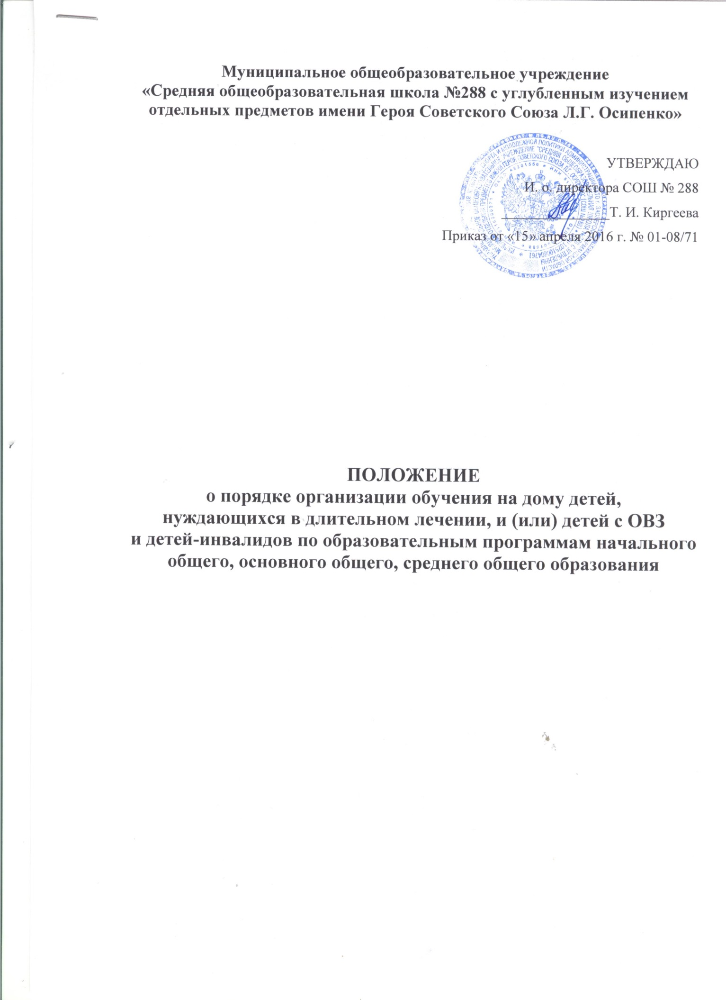 Муниципальное общеобразовательное учреждение
«Средняя общеобразовательная школа №288 с углубленным изучением
отдельных предметов имени Героя Советского Союза Л.Г. Осипенко»
УТВЕРЖДАЮ
И. о. директора СОШ № 288
Т. И. Киргеева
Приказ от «15» апреля 2016 г. № 01-08/71
ПОЛОЖЕНИЕ
о порядке организации обучения на дому детей,
нуждающихся в длительном лечении, и (или) детей с ОВЗ
и детей-инвалидов по образовательным программам начального
общего, основного общего, среднего общего образования